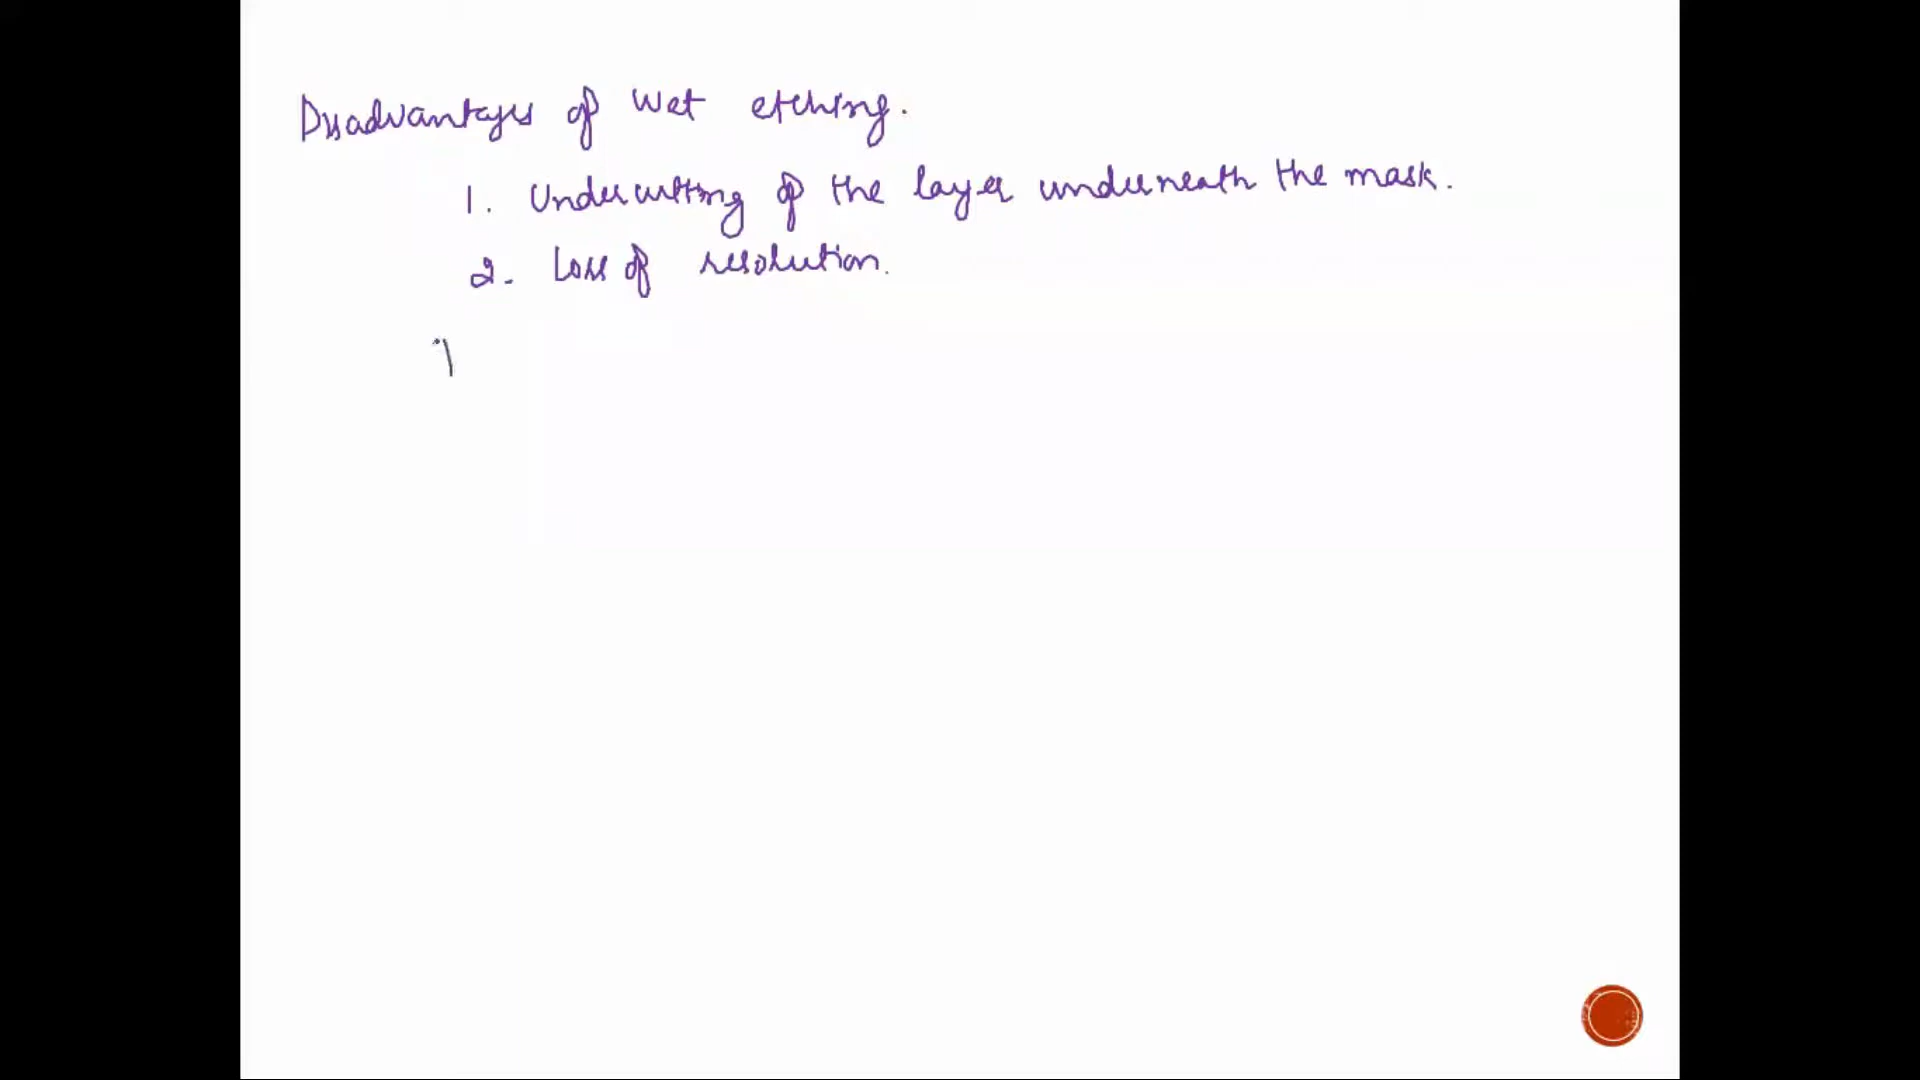 Disadvantages of Wet etching.
1. Undercutting of the layer underneath the mask.
2. Loss of resolution.